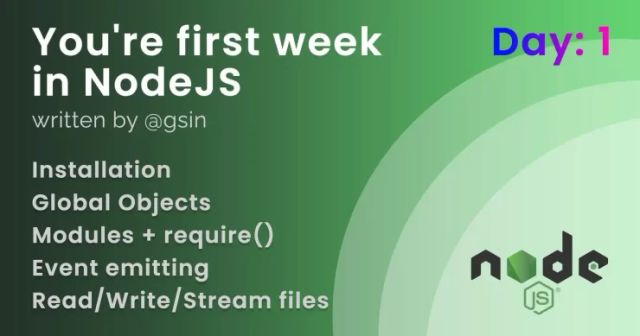 You're first week
in NodeJS
Day: 1
written by @gsin
Installation
Global Objects
Modules + require()
Event emitting
Read/Write/Stream files
node
JS
®